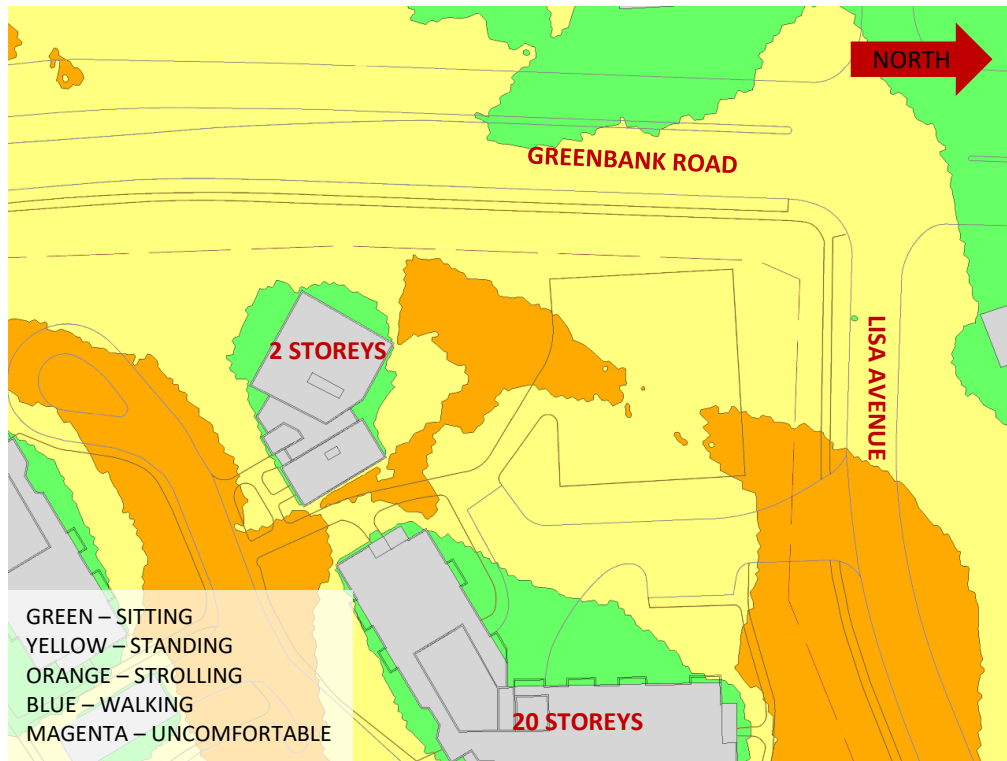 NORTH
GREENBANK ROAD
2 STOREYS
LISA AVENUE
GREEN – SITTING
YELLOW – STANDING
ORANGE – STROLLING
BLUE – WALKING
MAGENTA – UNCOMFORTABLE
20 STOREYS